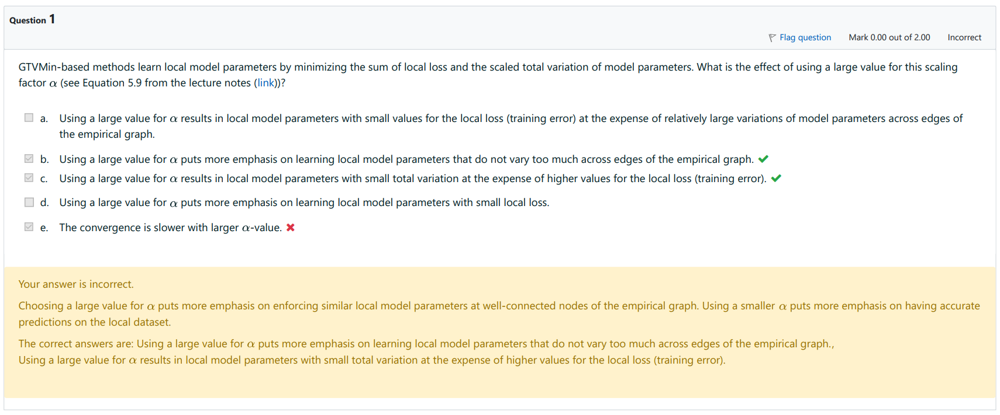 Question 1
Flag question Mark 0.00 out of 2.00 Incorrect
GTVMin-based methods learn local model parameters by minimizing the sum of local loss and the scaled total variation of model parameters. What is the effect of using a large value for this scaling
factor α (see Equation 5.9 from the lecture notes (link))?
a. Using a large value for α results in local model parameters with small values for the local loss (training error) at the expense of relatively large variations of model parameters across edges of
the empirical graph.
b. Using a large value for α puts more emphasis on learning local model parameters that do not vary too much across edges of the empirical graph.
c. Using a large value for α results in local model parameters with small total variation at the expense of higher values for the local loss (training error).
d. Using a large value for α puts more emphasis on learning local model parameters with small local loss.
e. The convergence is slower with larger α-value.
Your answer is incorrect.
Choosing a large value for α puts more emphasis on enforcing similar local model parameters at well-connected nodes of the empirical graph. Using a smaller α puts more emphasis on having accurate
predictions on the local dataset.
The correct answers are: Using a large value for α puts more emphasis on learning local model parameters that do not vary too much across edges of the empirical graph.,
Using a large value for α results in local model parameters with small total variation at the expense of higher values for the local loss (training error).